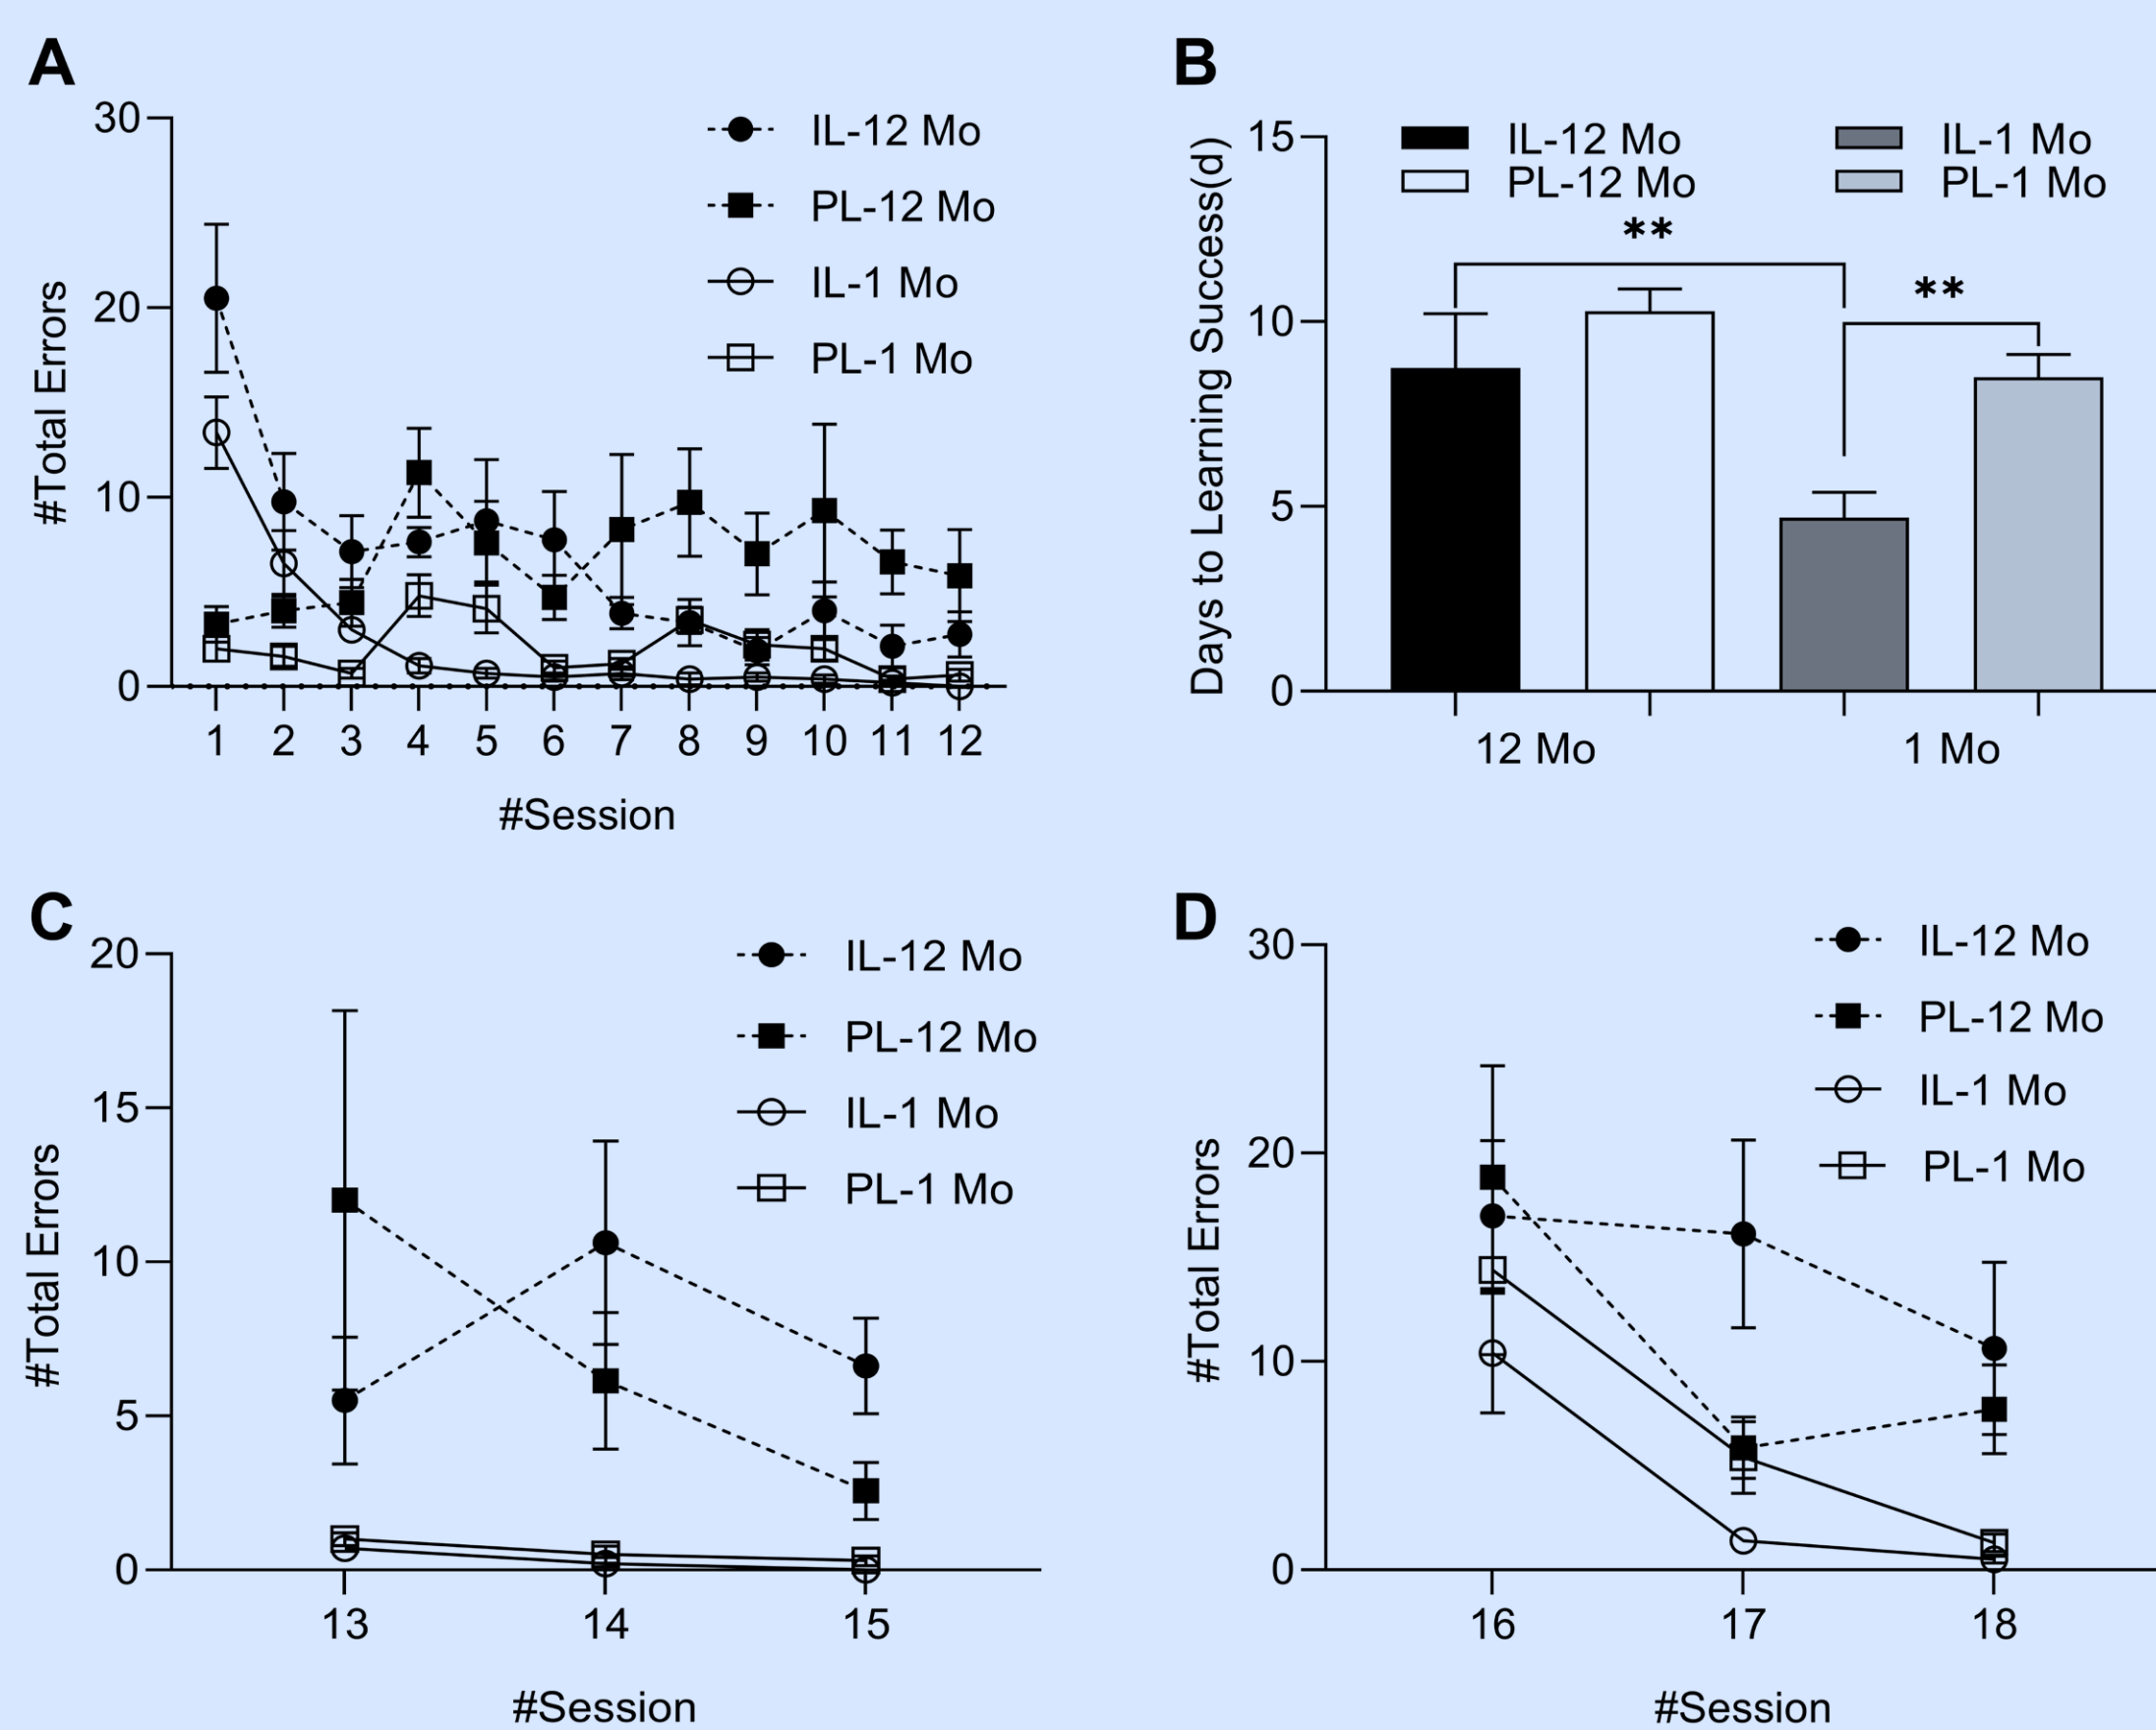 A
30
20
10
0
#Total Errors
IL-12 Mo
PL-12 Mo
IL-1 Mo
PL-1 Mo
1 2 3 4 5 6 7 8 9 10 11 12
#Session
B
15
10
5
0
Days to Learning Success(d)
IL-12 Mo IL-1 Mo
PL-12 Mo PL-1 Mo
**
**
12 Mo 1 Mo
C
20
15
10
5
0
#Total Errors
IL-12 Mo
PL-12 Mo
IL-1 Mo
PL-1 Mo
13 14 15
#Session
D
30
20
10
0
#Total Errors
IL-12 Mo
PL-12 Mo
IL-1 Mo
PL-1 Mo
16 17 18
#Session